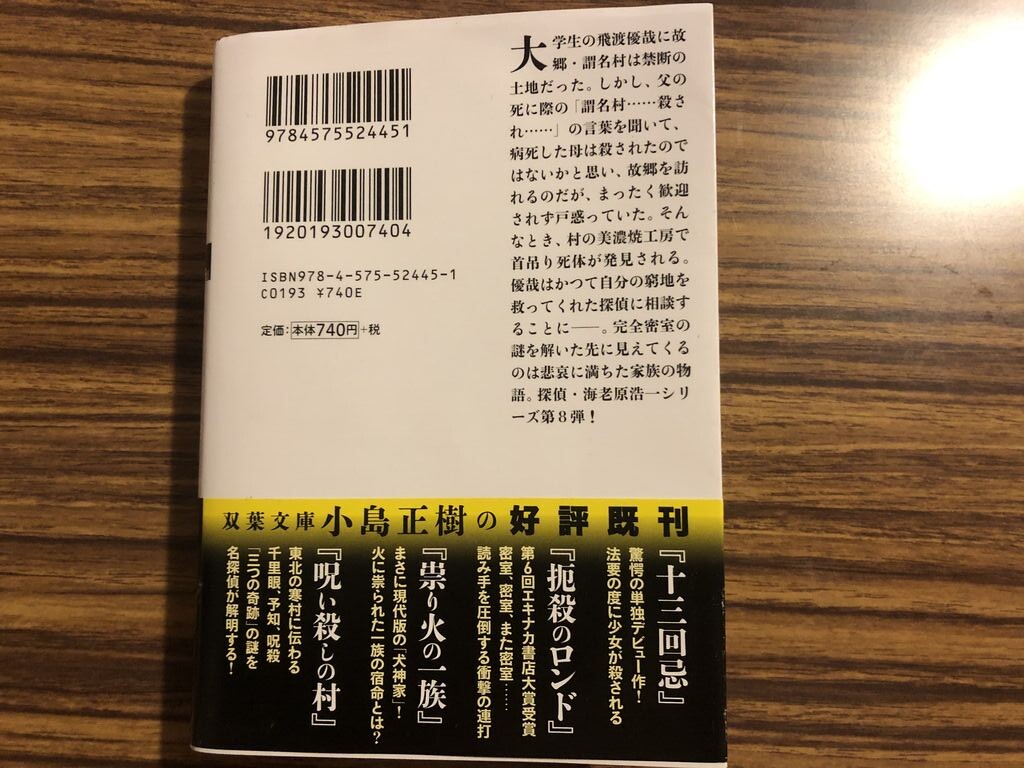 9784575524451
1920193007404
ISBN978-4-575-52445-1
C0193 ¥740E
定価:本体740円+税
大学生の飛渡優哉に故
郷・謂名村は禁断の
土地だった。しかし、父の
死に際の「謂名村……殺さ
れ……」の言葉を聞いて、
病死した母は殺されたので
はないかと思い、故郷を訪
れるのだが、まったく歓迎
されず戸惑っていた。そん
なとき、村の美濃焼工房で
首吊り死体が発見される。
優哉はかつて自分の窮地を
救ってくれた探偵に相談す
ることに――。完全密室の
謎を解いた先に見えてくる
のは悲哀に満ちた家族の物
語。探偵・海老原浩一シリ
ーズ第8弾!
双葉文庫 小島正樹の好評既刊
『十三回忌』
驚愕の単独デビュー作!
法要の度に少女が殺される
『扼殺のロンド』
第6回エキナカ書店大賞受賞
密室、密室、また密室……
読み手を圧倒する衝撃の連打
『祟り火の一族』
まさに現代版の「犬神家」!
火に祟られた一族の宿命とは?
『呪い殺しの村』
東北の寒村に伝わる
千里眼、予知、呪殺
「三つの奇跡」の謎を
名探偵が解明する!